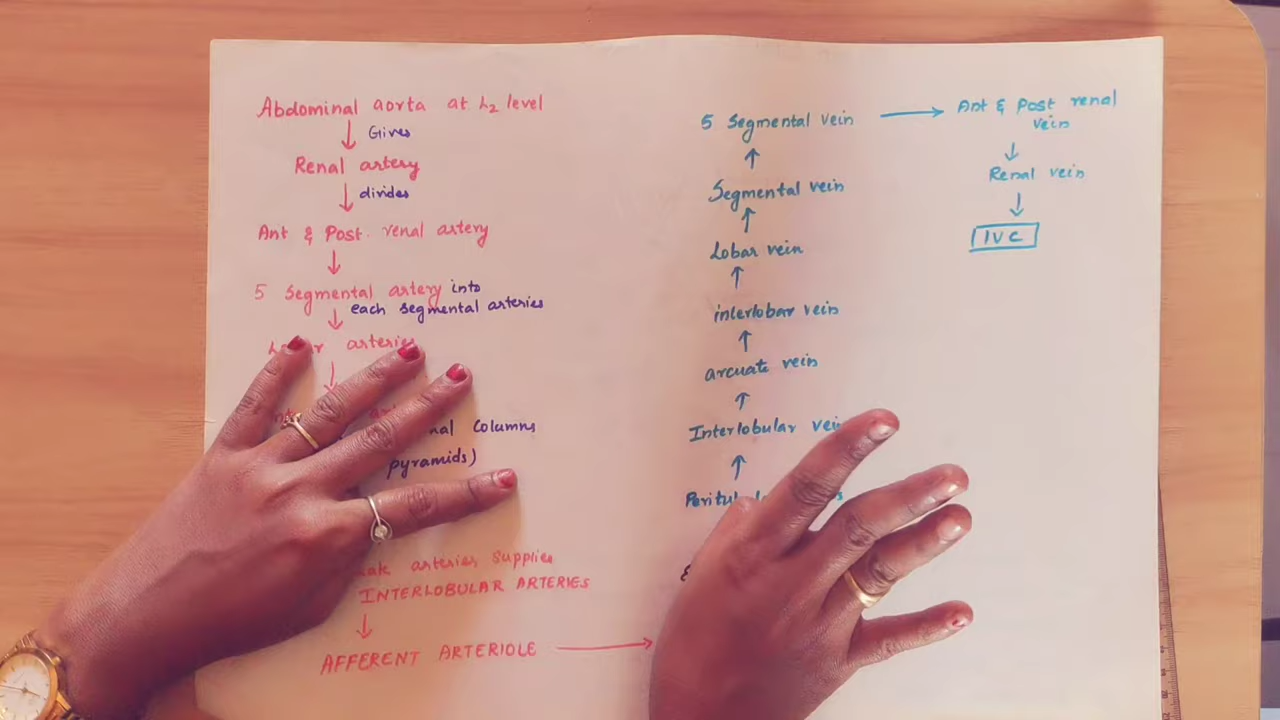 Abdominal aorta at L2 level
Gives
Renal artery
divides
Ant & Post. renal artery
5 Segmental artery into
each segmental arteries
arteries
columns
pyramids)
arteries supplies
INTERLOBULAR ARTERIES
AFFERENT ARTERIOLE
5 Segmental vein
Segmental vein
Lobar vein
interlobar vein
arcuate vein
Interlobular
Ant & Post renal
vein
Renal vein
IVC